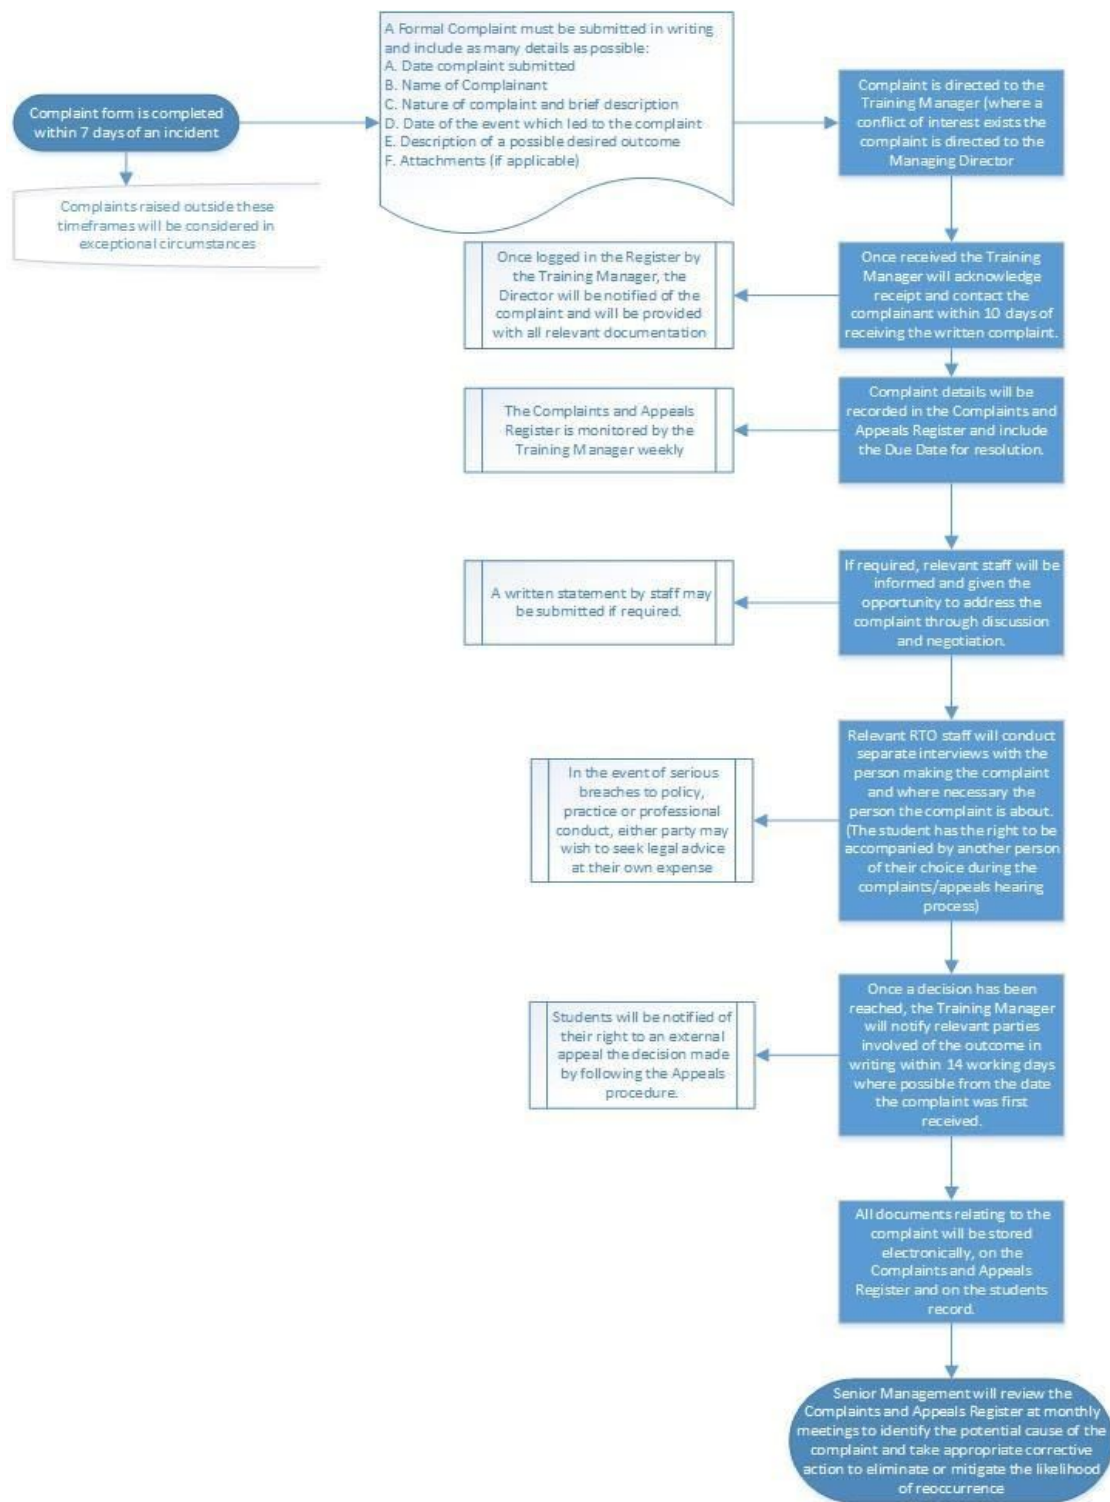 Complaint form is completed
within 7 days of an incident
Complaints raised outside these
timeframes will be considered in
exceptional circumstances
A Formal Complaint must be submitted in writing
and include as many details as possible:
A. Date complaint submitted
B. Name of Complainant
C. Nature of complaint and brief description
D. Date of the event which led to the complaint
E. Description of a possible desired outcome
F. Attachments (if applicable)
Complaint is directed to the
Training Manager (where a
conflict of interest exists the
complaint is directed to the
Managing Director
Once received the Training
Manager will acknowledge
receipt and contact the
complainant within 10 days of
receiving the written complaint.
Once logged in the Register by
the Training Manager, the
Director will be notified of the
complaint and will be provided
with all relevant documentation
Complaint details will be
recorded in the Complaints and
Appeals Register and include
the Due Date for resolution.
The Complaints and Appeals
Register is monitored by the
Training Manager weekly
If required, relevant staff will be
informed and given the
opportunity to address the
complaint through discussion
and negotiation.
A written statement by staff may
be submitted if required.
Relevant RTO staff will conduct
separate interviews with the
person making the complaint
and where necessary the
person the complaint is about.
(The student has the right to be
accompanied by another person
of their choice during the
complaints/appeals hearing
process)
In the event of serious
breaches to policy,
practice or professional
conduct, either party may
wish to seek legal advice
at their own expense
Once a decision has been
reached, the Training Manager
will notify relevant parties
involved of the outcome in
writing within 14 working days
where possible from the date
the complaint was first
received.
Students will be notified of
their right to an external
appeal the decision made
by following the Appeals
procedure.
All documents relating to the
complaint will be stored
electronically, on the
Complaints and Appeals
Register and on the students
record.
Senior Management will review the
Complaints and Appeals Register at monthly
meetings to identify the potential cause of the
complaint and take appropriate corrective
action to eliminate or mitigate the likelihood
of reoccurrence